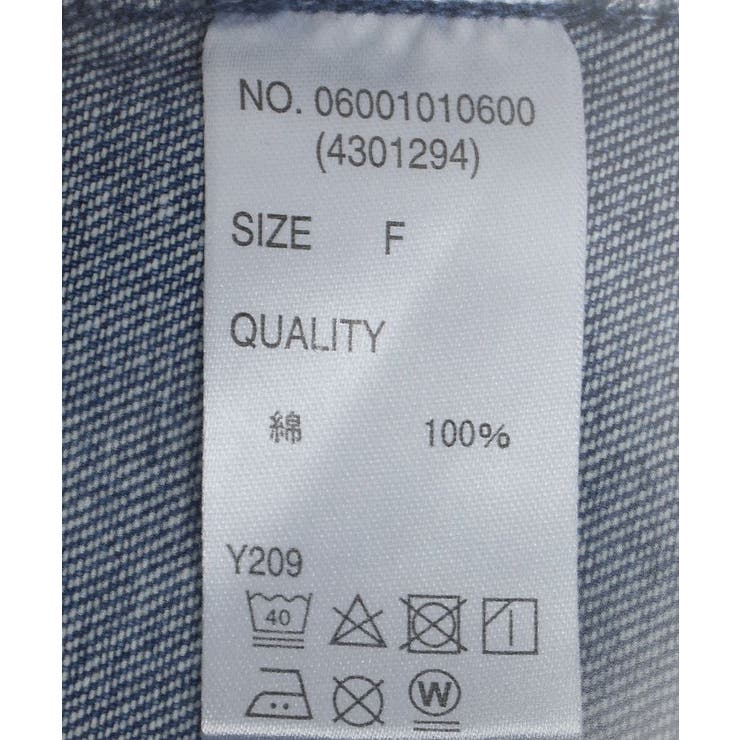 NO. 06001010600
(4301294)
SIZE F
QUALITY
綿 100%
Y209
40
W